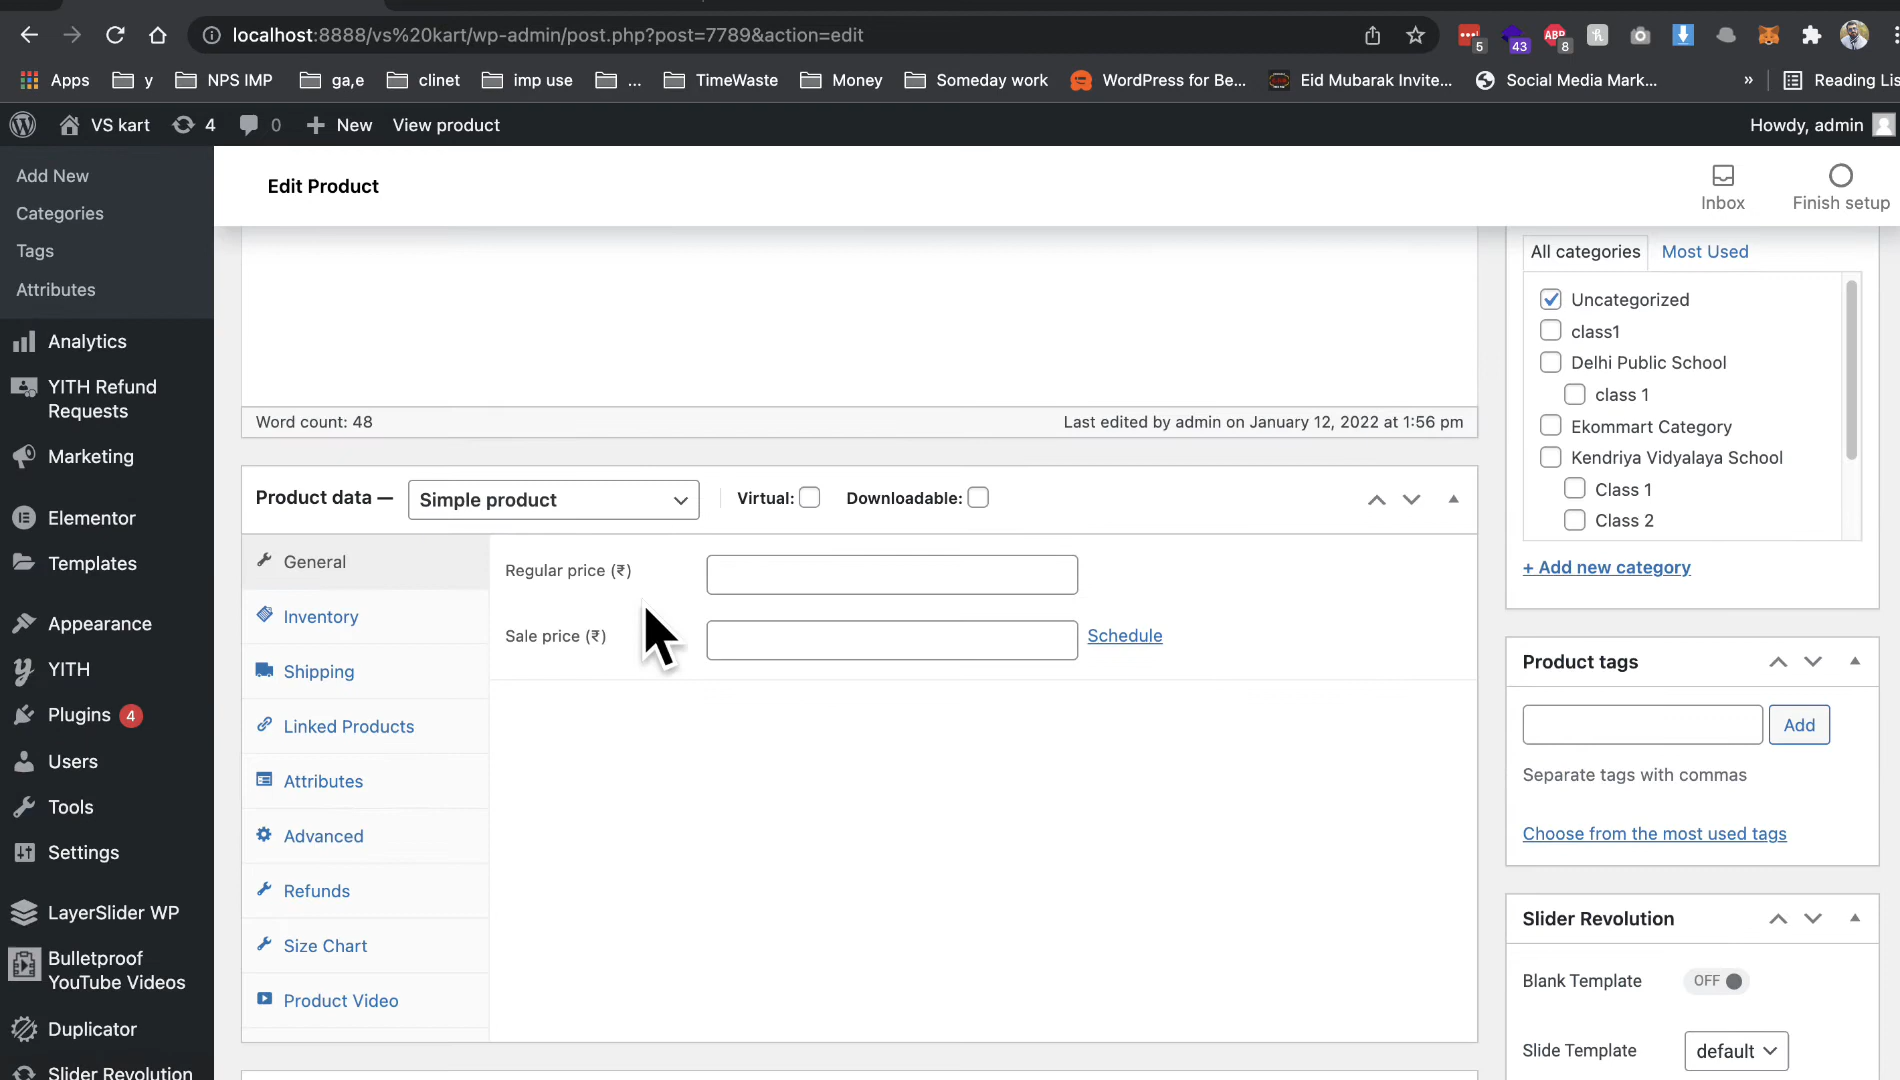 localhost:8888/vs%20kart/wp-admin/post.php?post=7789&action=edit
5
43
ABP
8
Apps
y
NPS IMP
ga,e
clinet
imp use
...
TimeWaste
Money
Someday work
WordPress for Be...
Eid Mubarak Invite...
Social Media Mark...
»
Reading Lis
VS kart
4
0
New
View product
Howdy, admin
Add New
Categories
Tags
Attributes
Analytics
YITH Refund
Requests
Marketing
Elementor
Templates
Appearance
YITH
Plugins 4
Users
Tools
Settings
LayerSlider WP
Bulletproof
YouTube Videos
Duplicator
Slider Revolution
Edit Product
Inbox
Finish setup
Word count: 48
Last edited by admin on January 12, 2022 at 1:56 pm
Product data —
Simple product
Virtual:
Downloadable:
General
Inventory
Shipping
Linked Products
Attributes
Advanced
Refunds
Size Chart
Product Video
Regular price (₹)
Sale price (₹)
Schedule
All categories
Most Used
Uncategorized
class1
Delhi Public School
class 1
Ekommart Category
Kendriya Vidyalaya School
Class 1
Class 2
+ Add new category
Product tags
Add
Separate tags with commas
Choose from the most used tags
Slider Revolution
Blank Template
OFF
Slide Template
default